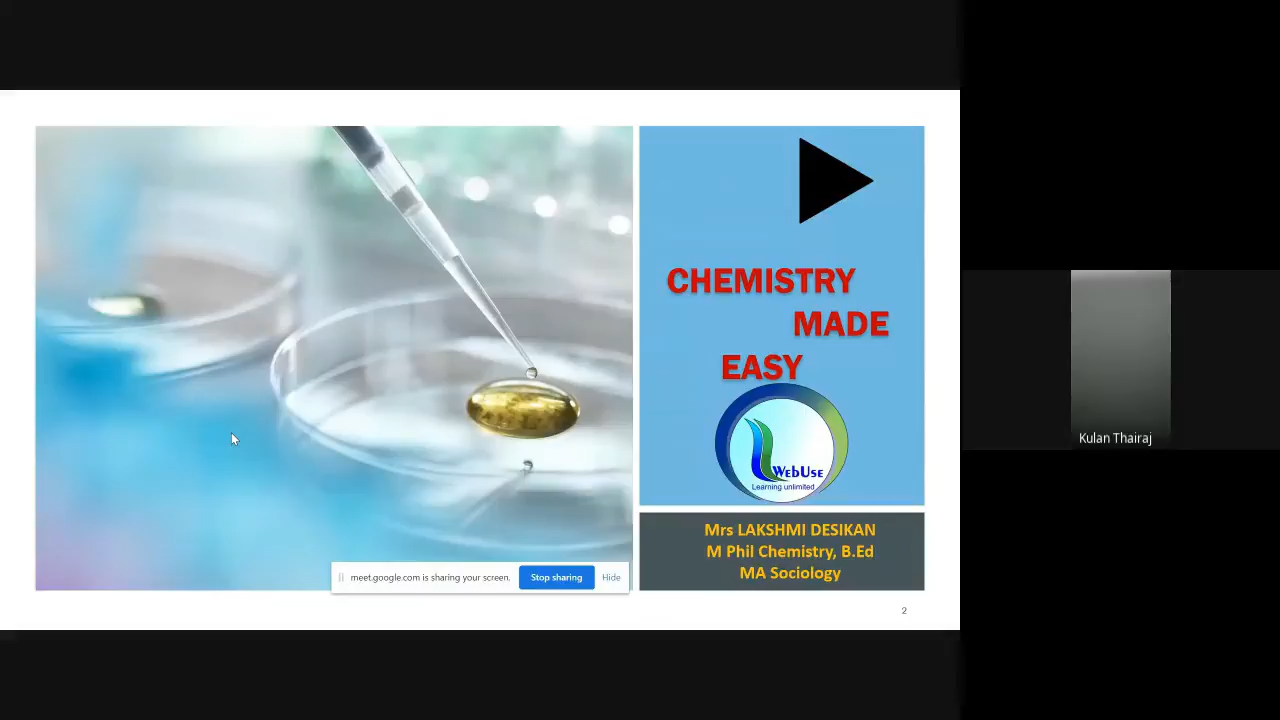 CHEMISTRY
MADE
EASY
WebUse
Learning unlimited
Mrs LAKSHMI DESIKAN
M Phil Chemistry, B.Ed
MA Sociology
meet.google.com is sharing your screen.
Stop sharing
Hide
2
Kulan Thairaj